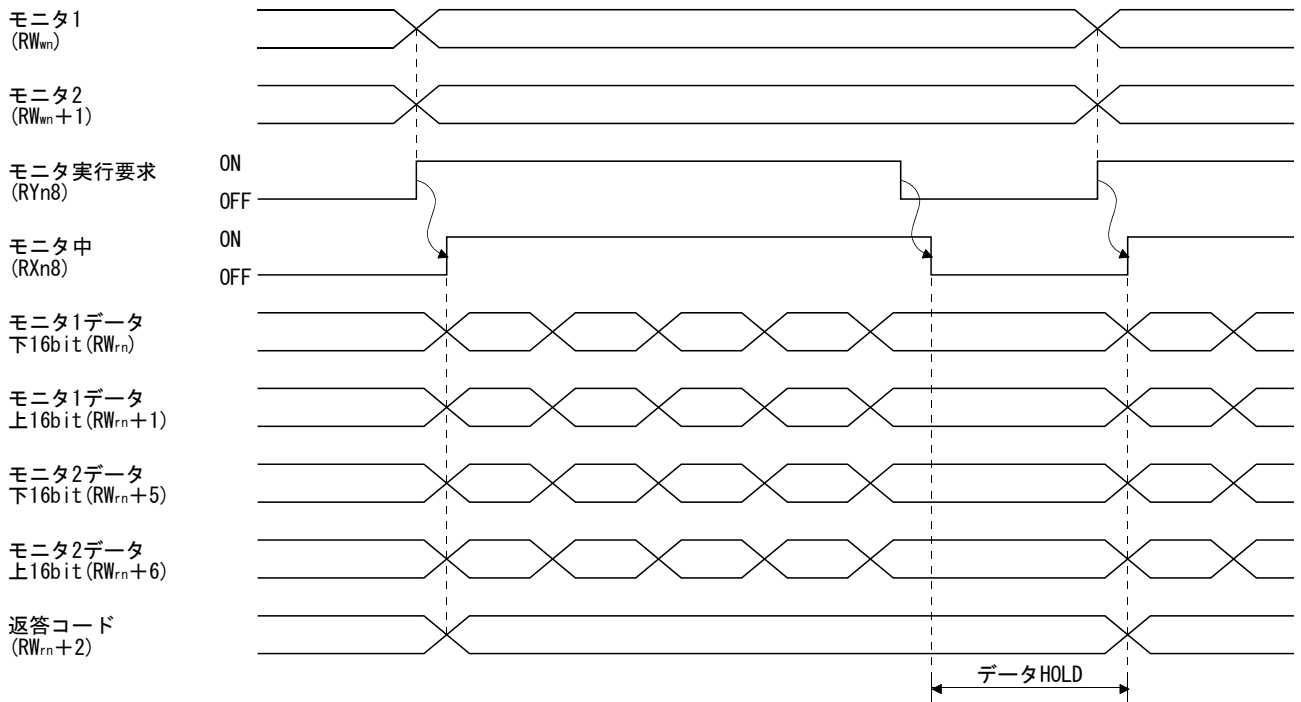 モニタ1
(RWwn)
モニタ2
(RWwn+1)
モニタ実行要求
(RYn8)
ON
OFF
モニタ中
(RXn8)
ON
OFF
モニタ1データ
下16bit(RWrn)
モニタ1データ
上16bit(RWrn+1)
モニタ2データ
下16bit(RWrn+5)
モニタ2データ
上16bit(RWrn+6)
返答コード
(RWrn+2)
データHOLD